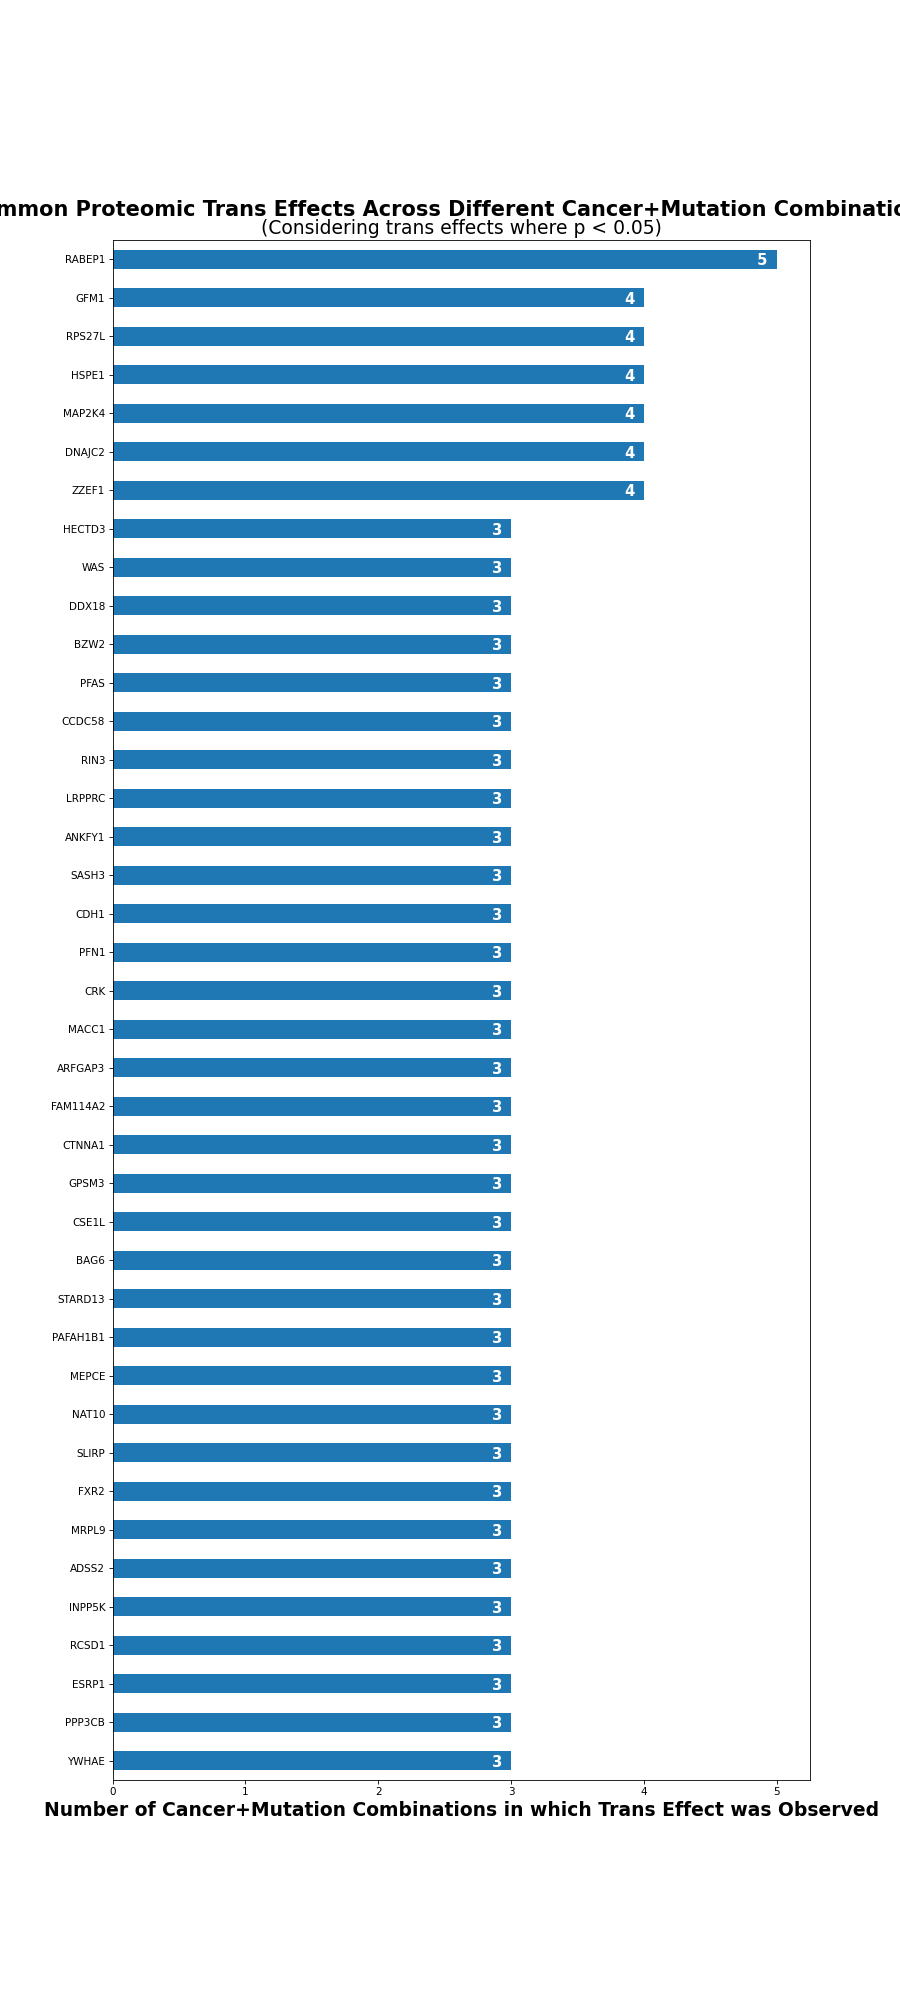 mmon Proteomic Trans Effects Across Different Cancer+Mutation Combinatio
(Considering trans effects where p < 0.05)
RABEP1 5
GFM1 4
RPS27L 4
HSPE1 4
MAP2K4 4
DNAJC2 4
ZZEF1 4
HECTD3 3
WAS 3
DDX18 3
BZW2 3
PFAS 3
CCDC58 3
RIN3 3
LRPPRC 3
ANKFY1 3
SASH3 3
CDH1 3
PFN1 3
CRK 3
MACC1 3
ARFGAP3 3
FAM114A2 3
CTNNA1 3
GPSM3 3
CSE1L 3
BAG6 3
STARD13 3
PAFAH1B1 3
MEPCE 3
NAT10 3
SLIRP 3
FXR2 3
MRPL9 3
ADSS2 3
INPP5K 3
RCSD1 3
ESRP1 3
PPP3CB 3
YWHAE 3
0 1 2 3 4 5
Number of Cancer+Mutation Combinations in which Trans Effect was Observed